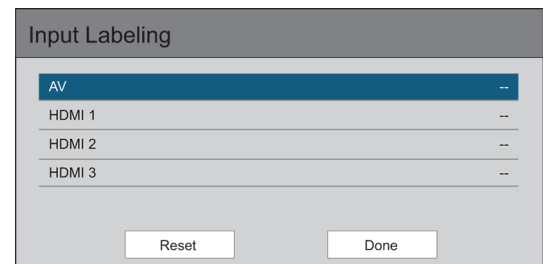 Input Labeling
AV --
HDMI 1 --
HDMI 2 --
HDMI 3 --
Reset Done